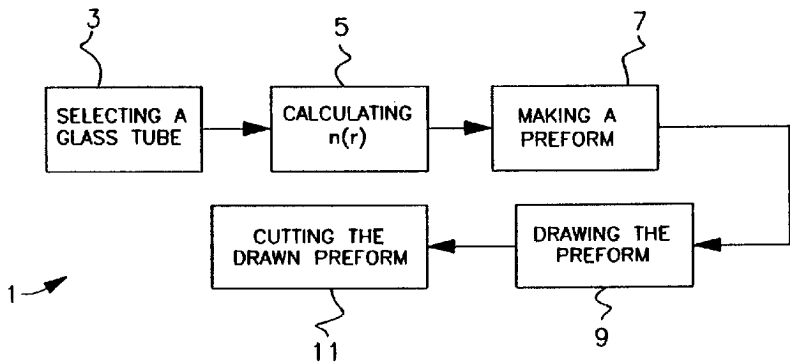 3
5
7
SELECTING A
GLASS TUBE
CALCULATING
n(r)
MAKING A
PREFORM
CUTTING THE
DRAWN PREFORM
DRAWING THE
PREFORM
1
11
9